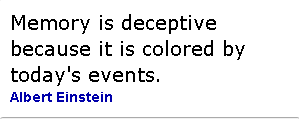 Memory is deceptive
because it is colored by
today's events.
Albert Einstein